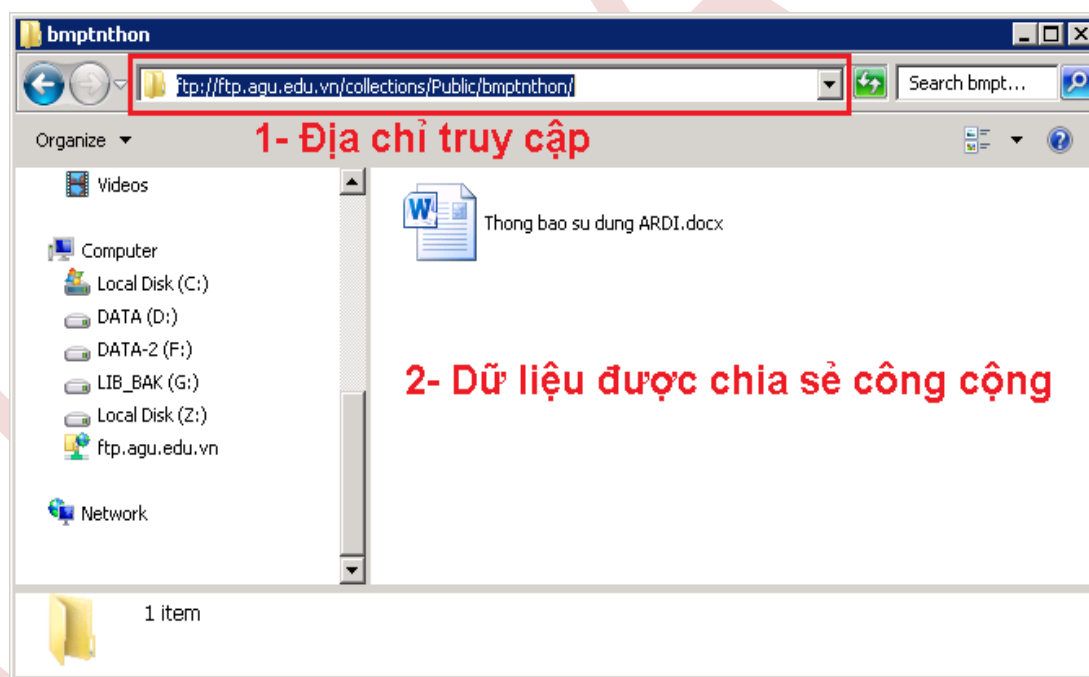 bmptnthon
ftp://ftp.agu.edu.vn/collections/Public/bmptnthon/
Search bmpt...
Organize
1- Địa chỉ truy cập
Videos
Thong bao su dung ARDI.docx
Computer
Local Disk (C:)
DATA (D:)
DATA-2 (F:)
LIB_BAK (G:)
Local Disk (Z:)
ftp.agu.edu.vn
2- Dữ liệu được chia sẻ công cộng
Network
1 item